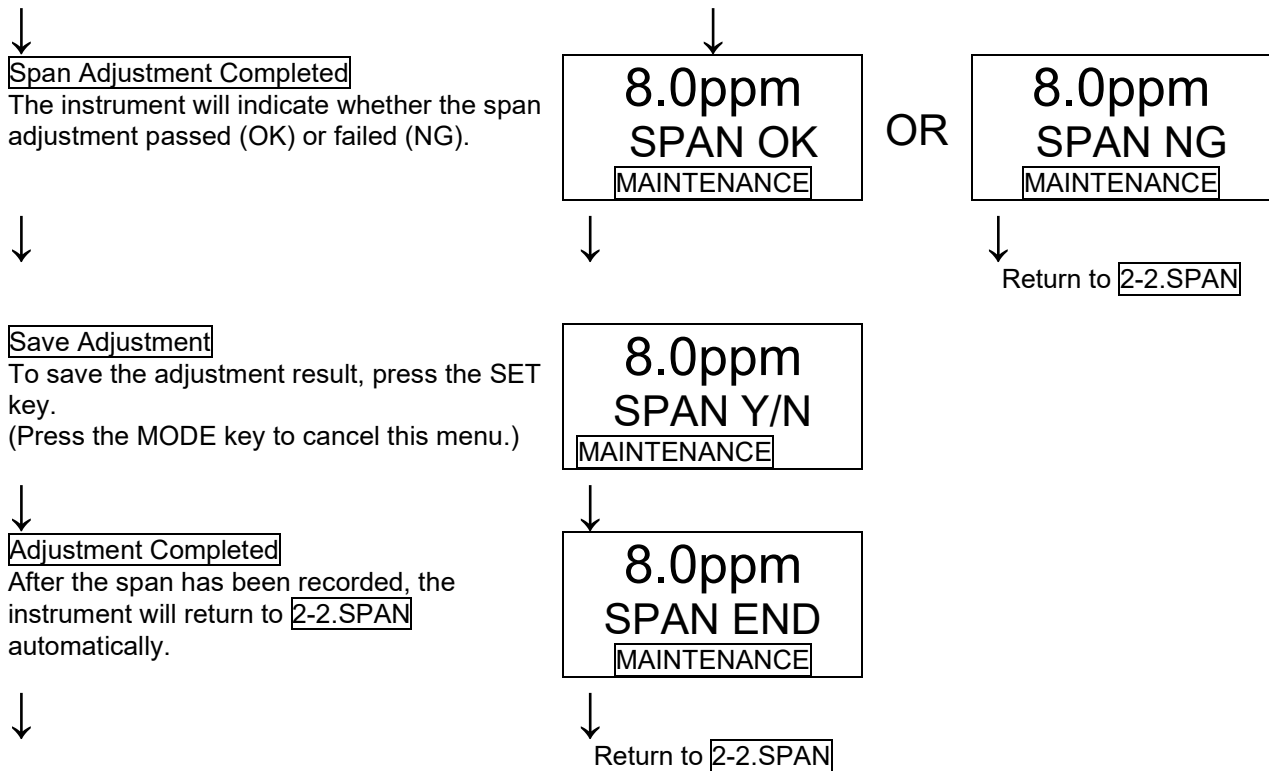 ↓ ↓
Span Adjustment Completed
The instrument will indicate whether the span
adjustment passed (OK) or failed (NG).
8.0ppm
SPAN OK
MAINTENANCE
OR
8.0ppm
SPAN NG
MAINTENANCE
↓ ↓ ↓
Return to 2-2.SPAN
Save Adjustment
To save the adjustment result, press the SET
key.
(Press the MODE key to cancel this menu.)
8.0ppm
SPAN Y/N
MAINTENANCE
↓ ↓
Adjustment Completed
After the span has been recorded, the
instrument will return to 2-2.SPAN
automatically.
8.0ppm
SPAN END
MAINTENANCE
↓ ↓
Return to 2-2.SPAN